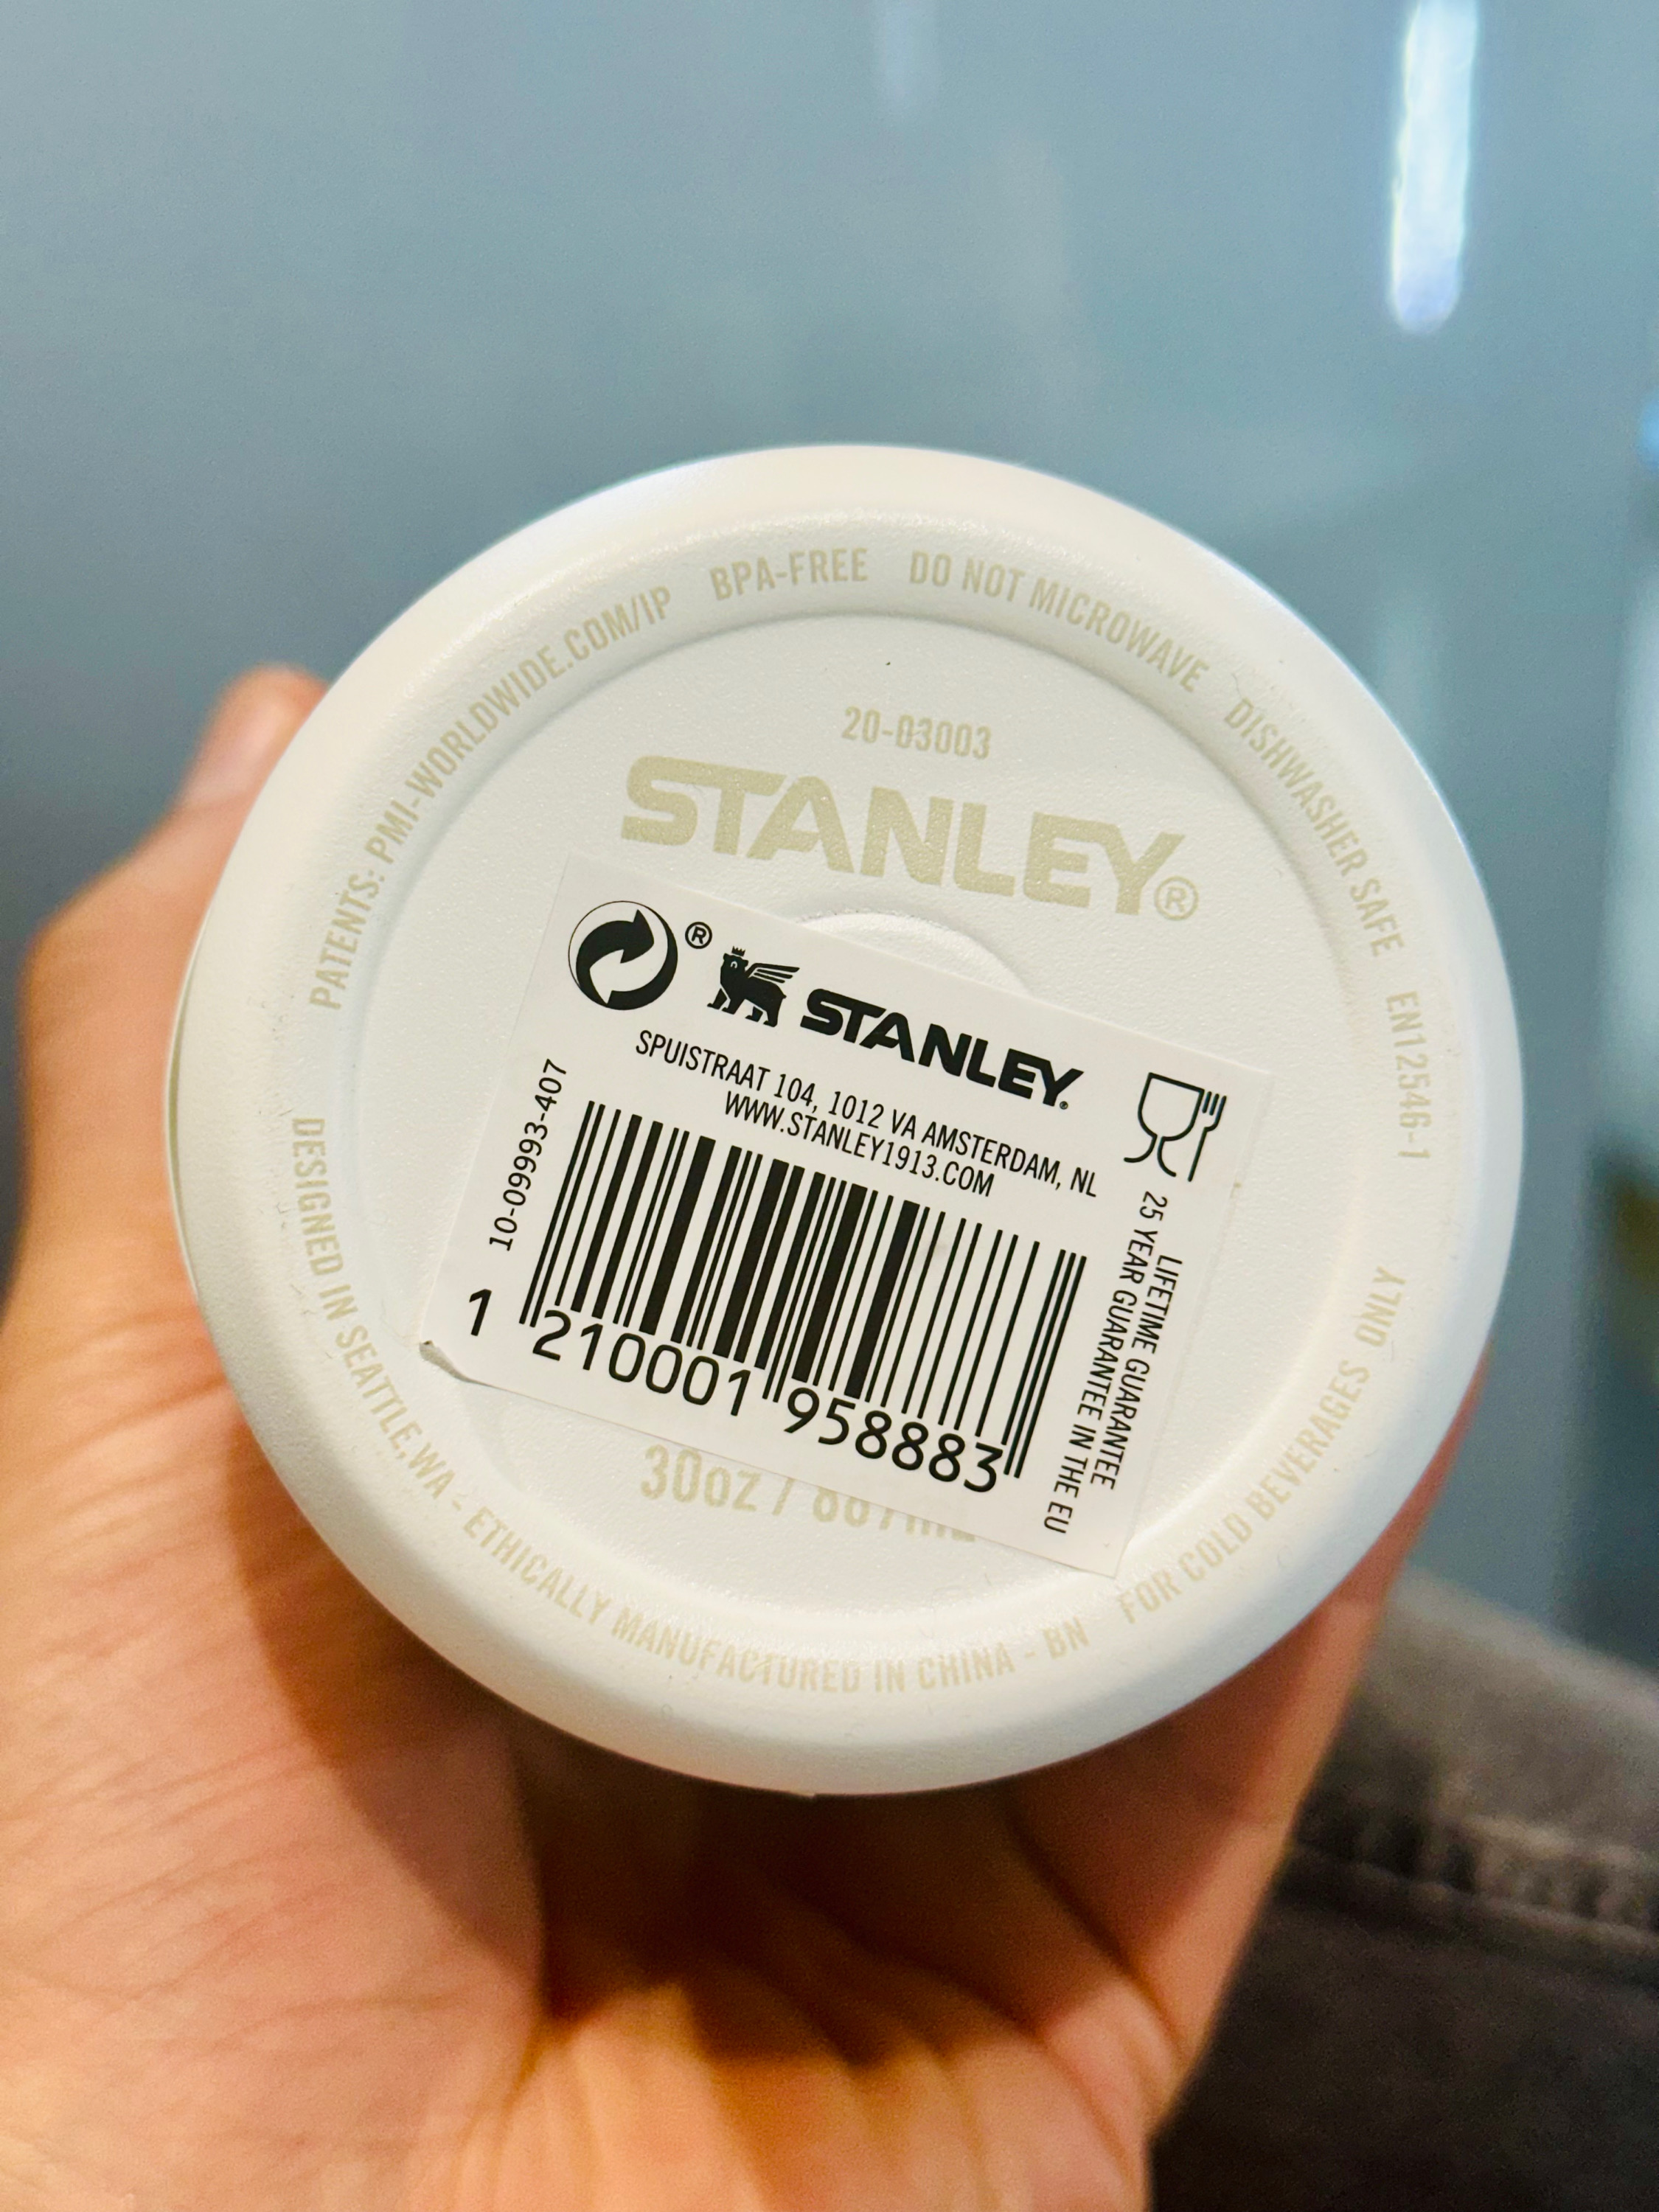 PATENTS: PMI-WORLDWIDE.COM/IP BPA-FREE DO NOT MICROWAVE DISHWASHER SAFE EN12546-1
20-03003
STANLEY®
® STANLEY®
SPUISTRAAT 104, 1012 VA AMSTERDAM, NL
WWW.STANLEY1913.COM
10-09993-407
1 210001 958883
LIFETIME GUARANTEE
25 YEAR GUARANTEE IN THE EU
30oz /
DESIGNED IN SEATTLE, WA - ETHICALLY MANUFACTURED IN CHINA - BN FOR COLD BEVERAGES ONLY